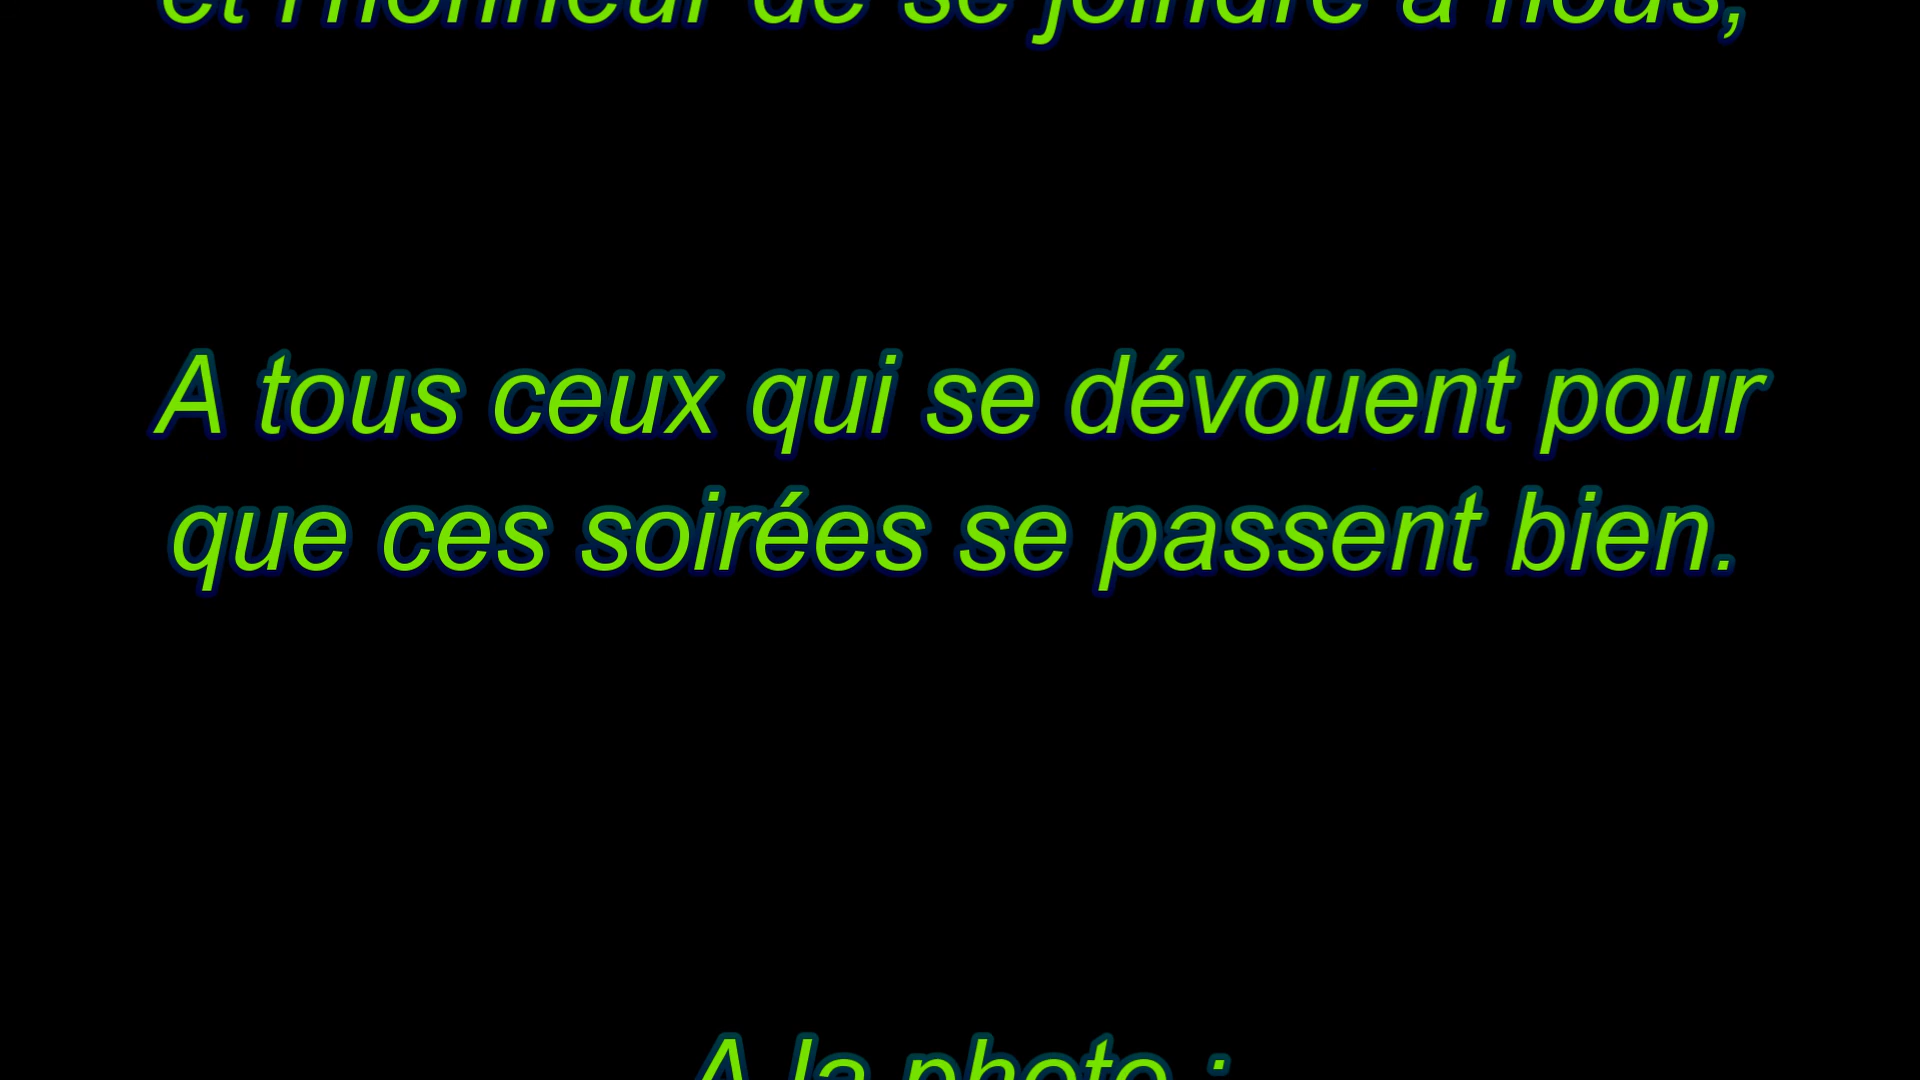 et l'honneur de se joindre à nous,
A tous ceux qui se dévouent pour
que ces soirées se passent bien.
A la photo :